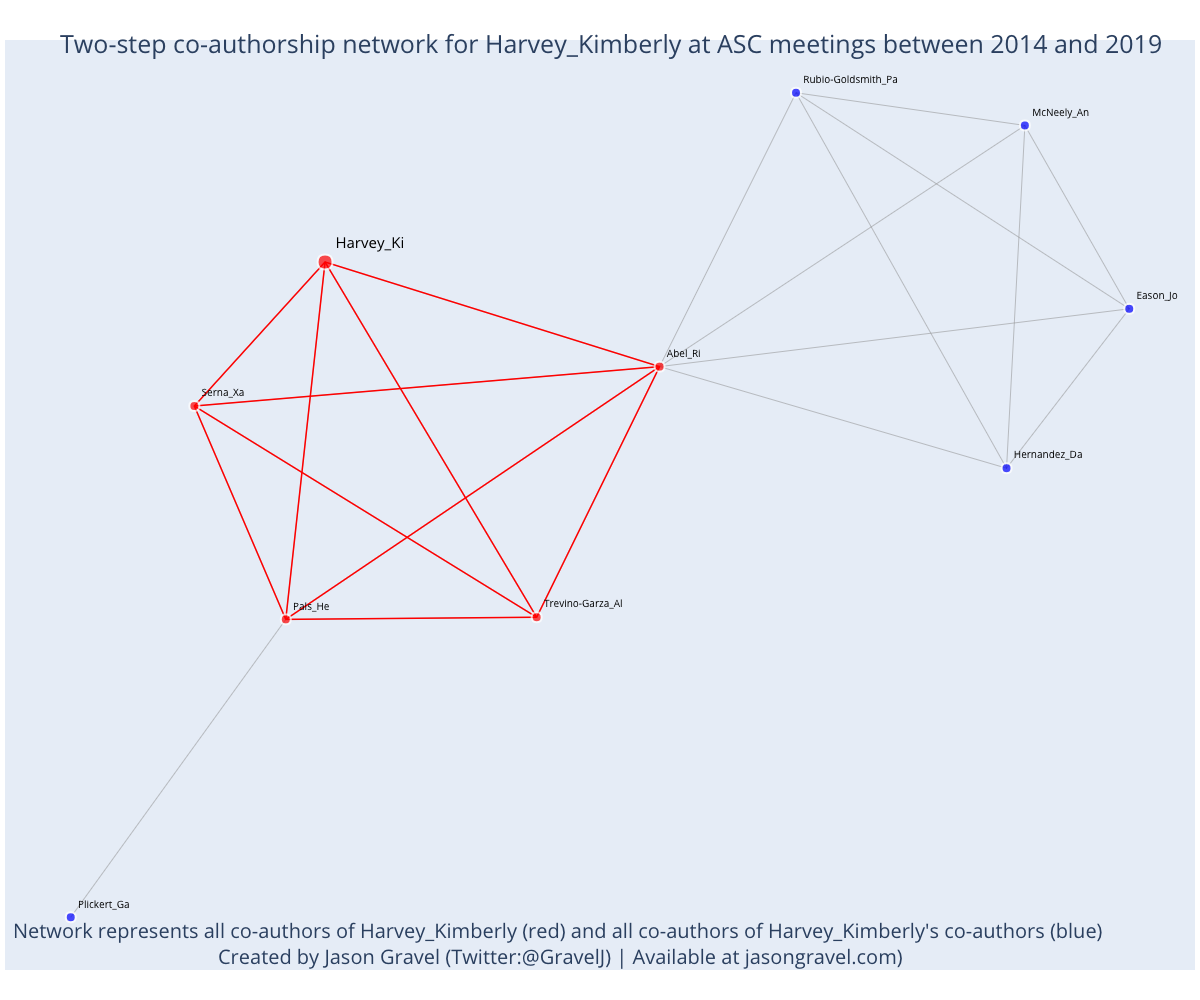 Two-step co-authorship network for Harvey_Kimberly at ASC meetings between 2014 and 2019
Rubio-Goldsmith_Pa
McNeely_An
Harvey_Ki
Eason_Jo
Abel_Ri
Serna_Xa
Hernandez_Da
Trevino-Garza_Al
Pals_He
Plickert_Ga
Network represents all co-authors of Harvey_Kimberly (red) and all co-authors of Harvey_Kimberly's co-authors (blue)
Created by Jason Gravel (Twitter:@GravelJ) | Available at jasongravel.com)